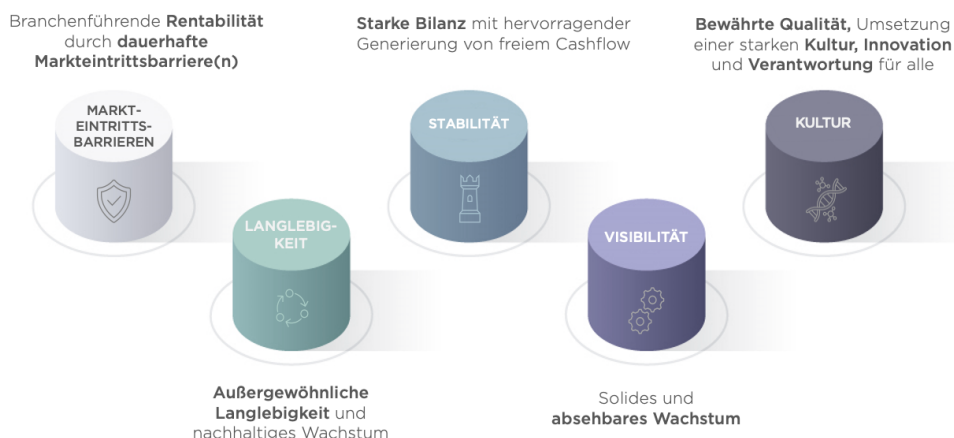 Branchenführende Rentabilität
durch dauerhafte
Markteintrittsbarriere(n)
MARKT-
EINTRITTS-
BARRIEREN
LANGLEBIG-
KEIT
Außergewöhnliche
Langlebigkeit und
nachhaltiges Wachstum
Starke Bilanz mit hervorragender
Generierung von freiem Cashflow
STABILITÄT
VISIBILITÄT
Solides und
absehbares Wachstum
Bewährte Qualität, Umsetzung
einer starken Kultur, Innovation
und Verantwortung für alle
KULTUR